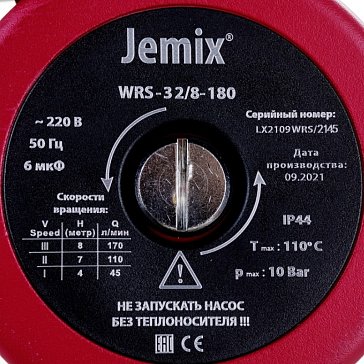 Jemix®
WRS-32/8-180
~ 220 В
50 Гц
6 мкФ
Серийный номер:
LX2109WRS/2145
Дата
производства:
09.2021
Скорости
вращения:
V H Q
Speed (метр) л/мин
III 8 170
II 7 110
I 4 45
IP44
T max : 110°C
p max : 10 Bar
НЕ ЗАПУСКАТЬ НАСОС
БЕЗ ТЕПЛОНОСИТЕЛЯ !!!
EAC CE